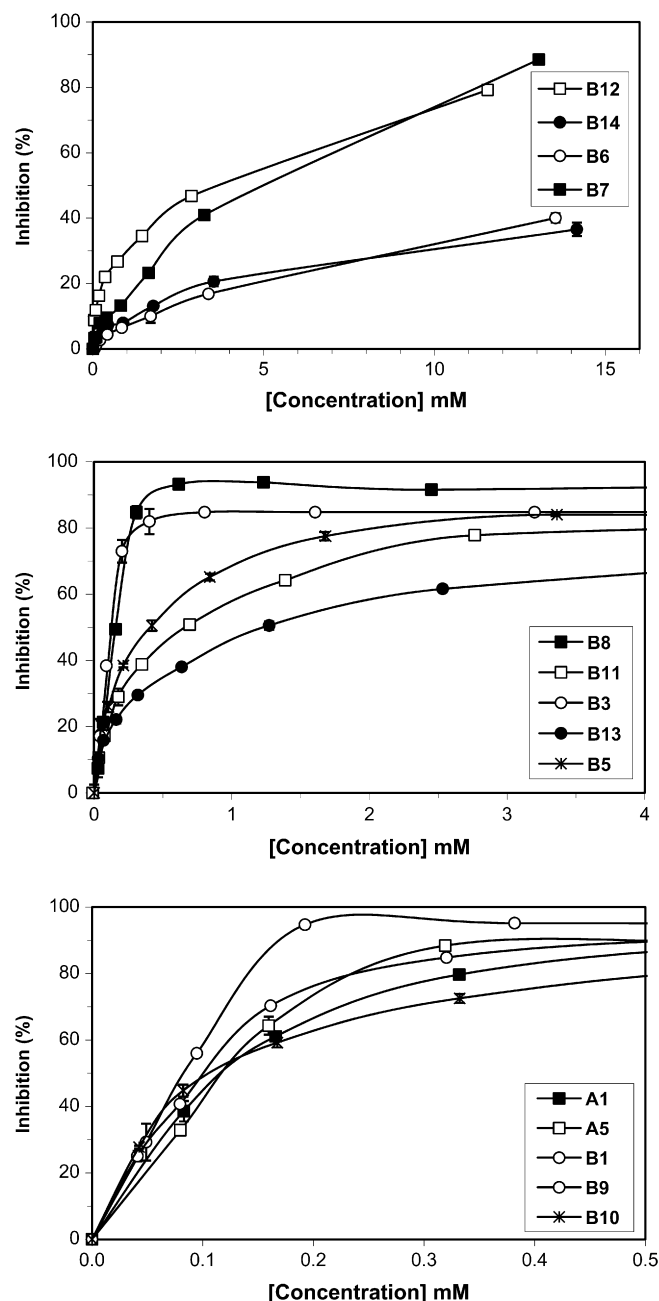 100
80
60
40
20
0
Inhibition (%)
B12
B14
B6
B7
0 5 10 15
[Concentration] mM
100
80
60
40
20
0
Inhibition (%)
B8
B11
B3
B13
B5
0 1 2 3 4
[Concentration] mM
100
80
60
40
20
0
Inhibition (%)
A1
A5
B1
B9
B10
0.0 0.1 0.2 0.3 0.4 0.5
[Concentration] mM